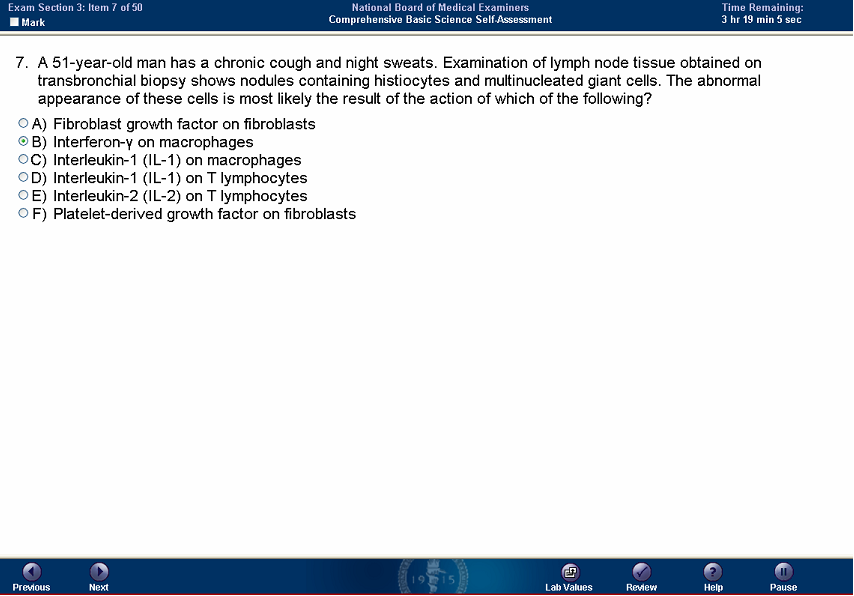 Exam Section 3: Item 7 of 50
National Board of Medical Examiners
Time Remaining:
Mark
Comprehensive Basic Science Self-Assessment
3 hr 19 min 5 sec
7. A 51-year-old man has a chronic cough and night sweats. Examination of lymph node tissue obtained on
transbronchial biopsy shows nodules containing histiocytes and multinucleated giant cells. The abnormal
appearance of these cells is most likely the result of the action of which of the following?
A) Fibroblast growth factor on fibroblasts
B) Interferon-γ on macrophages
C) Interleukin-1 (IL-1) on macrophages
D) Interleukin-1 (IL-1) on T lymphocytes
E) Interleukin-2 (IL-2) on T lymphocytes
F) Platelet-derived growth factor on fibroblasts
1915
Previous
Next
Lab Values
Review
Help
Pause